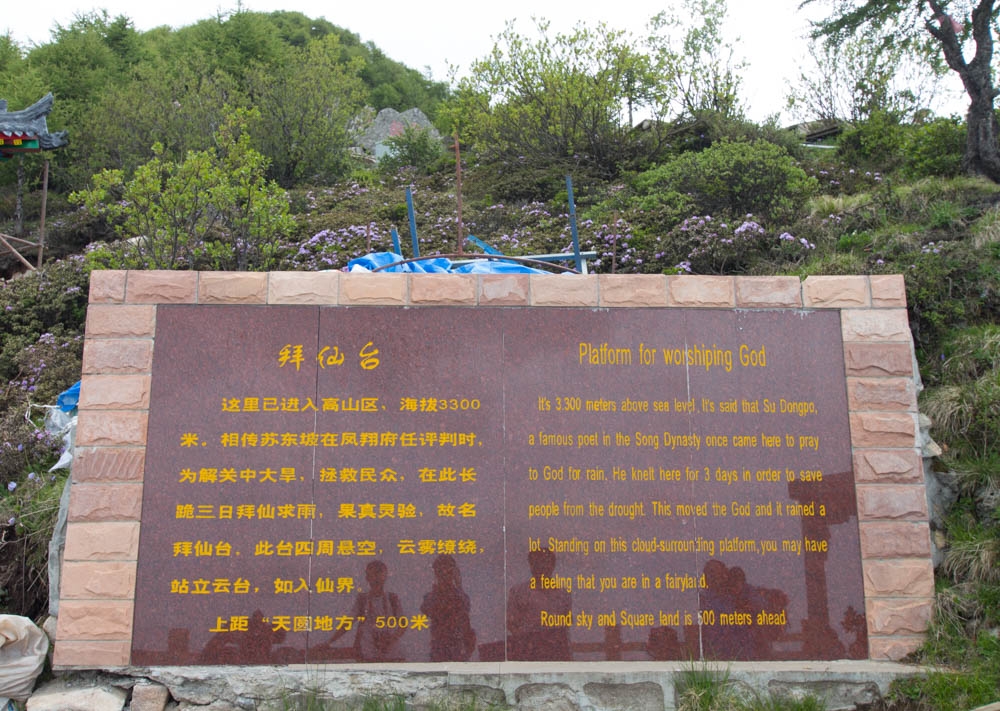 拜仙台
这里已进入高山区，海拔3300
米。相传苏东坡在凤翔府任评判时，
为解关中大旱，拯救民众，在此长
跪三日拜仙求雨，果真灵验，故名
拜仙台。此台四周悬空，云雾缭绕，
站立云台，如入仙界。
上距“天圆地方”500米
Platform for worshiping God
It's 3.300 meters above sea level, It's said that Su Dongpo,
a famous poet in the Song Dynasty once came here to pray
to God for rain. He knelt here for 3 days in order to save
people from the drought. This moved the God and it rained a
lot. Standing on this cloud-surrounding platform,you may have
a feeling that you are in a fairyland.
Round sky and Square land is 500 meters ahead